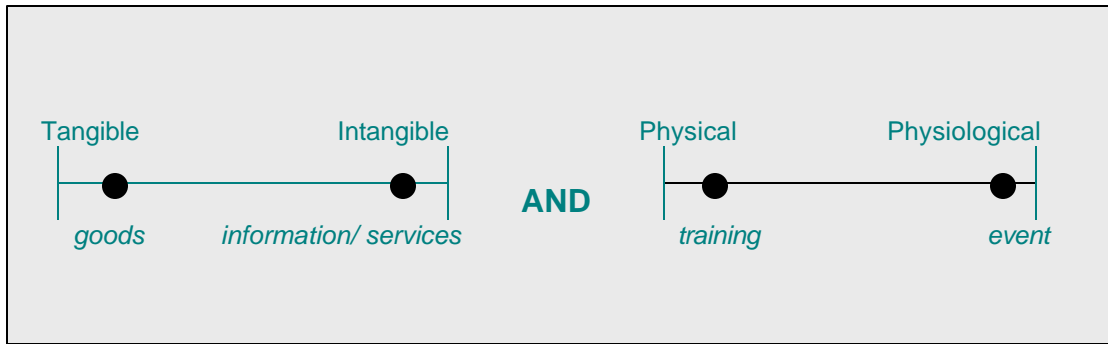 Tangible Intangible Physical Physiological
AND
goods information/ services training event